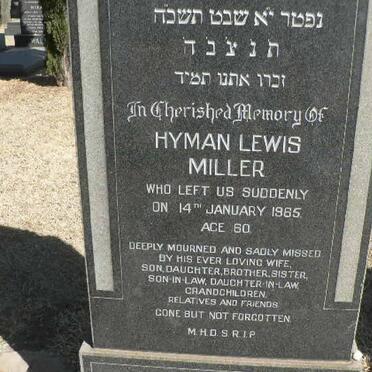 נפטר י״א שבט תשכ״ה
ת נ צ ב ה
זכרו אתנו תמיד
In Cherished Memory Of
HYMAN LEWIS
MILLER
WHO LEFT US SUDDENLY
ON 14TH JANUARY 1965
AGE 60.
DEEPLY MOURNED AND SADLY MISSED
BY HIS EVER LOVING WIFE,
SON, DAUGHTER, BROTHER, SISTER,
SON-IN-LAW, DAUGHTER-IN-LAW,
GRANDCHILDREN,
RELATIVES AND FRIENDS.
GONE BUT NOT FORGOTTEN.
M.H.D.S.R.I.P.